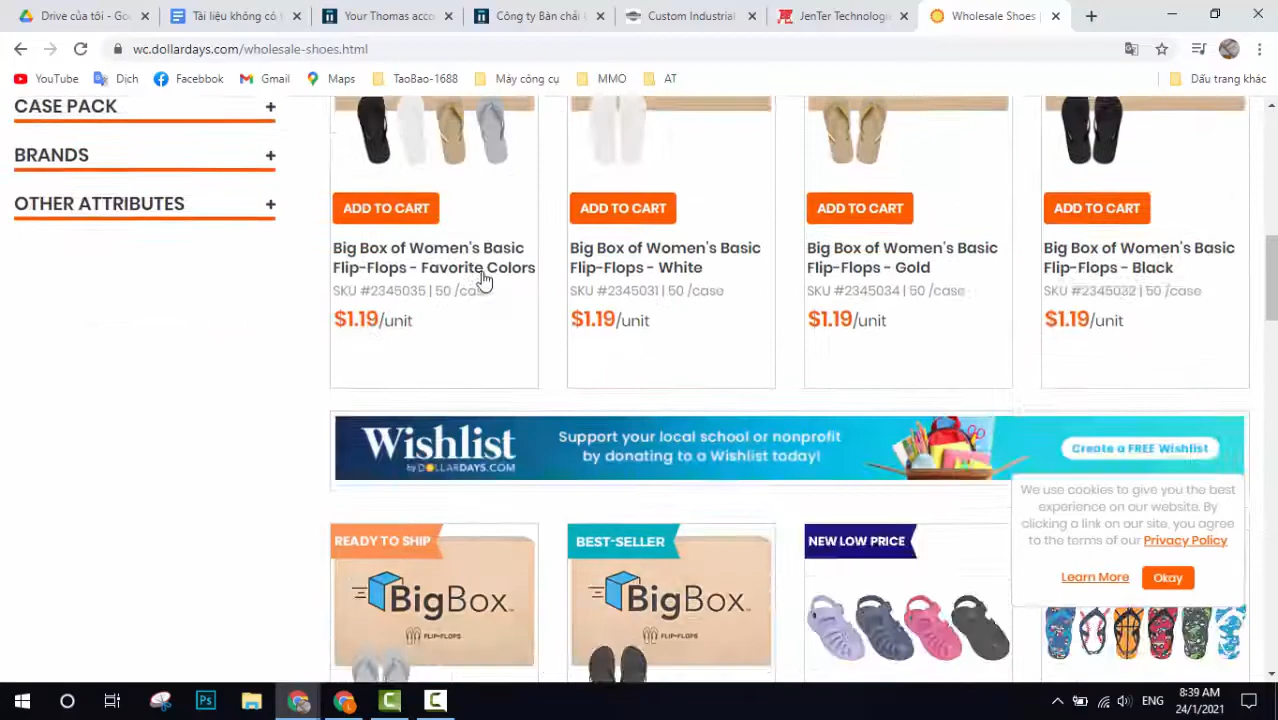 Drive của tôi - Goo
Tài liệu không có t
Your Thomas acco
Công ty Bàn chải
Custom Industrial
JenTer Technologi
Wholesale Shoes
wc.dollardays.com/wholesale-shoes.html
YouTube
Dịch
Facebbok
Gmail
Maps
TaoBao-1688
Máy công cụ
MMO
AT
Dấu trang khác
CASE PACK +
BRANDS +
OTHER ATTRIBUTES +
ADD TO CART
Big Box of Women's Basic
Flip-Flops - Favorite Colors
SKU #2345035 | 50 /case
$1.19/unit
ADD TO CART
Big Box of Women's Basic
Flip-Flops - White
SKU #2345031 | 50 /case
$1.19/unit
ADD TO CART
Big Box of Women's Basic
Flip-Flops - Gold
SKU #2345034 | 50 /case
$1.19/unit
ADD TO CART
Big Box of Women's Basic
Flip-Flops - Black
SKU #2345032 | 50 /case
$1.19/unit
Wishlist
by DOLLARDAYS.COM
Support your local school or nonprofit
by donating to a Wishlist today!
Create a FREE Wishlist
READY TO SHIP
BigBox™
FLIP-FLOPS
BEST-SELLER
BigBox™
FLIP-FLOPS
NEW LOW PRICE
We use cookies to give you the best
experience on our website. By
clicking a link on our site, you agree
to the terms of our Privacy Policy
Learn More
Okay
Ps
ENG
8:39 AM
24/1/2021